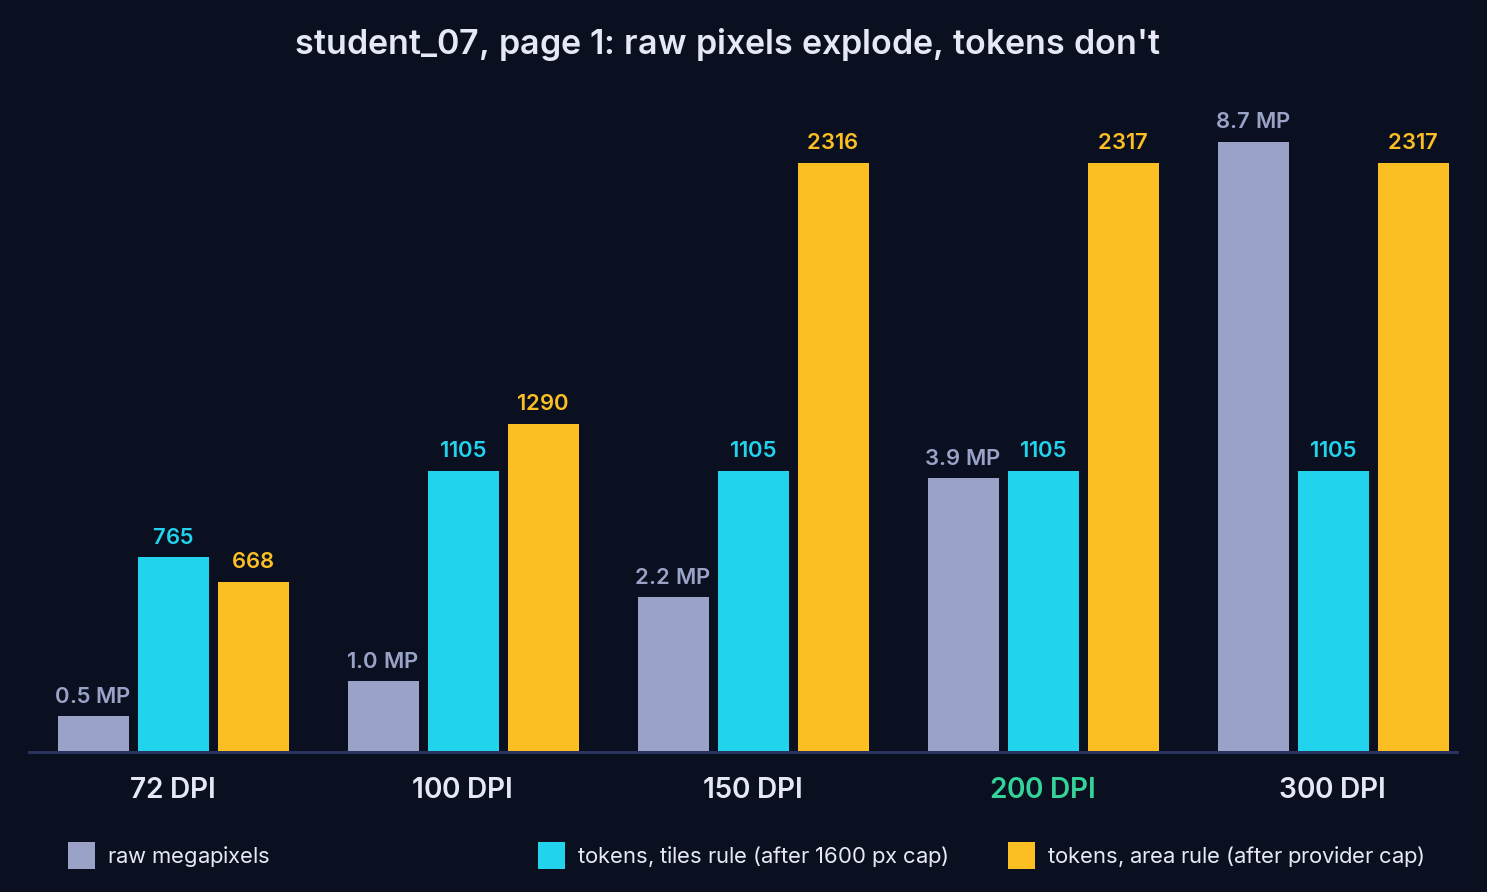 student_07, page 1: raw pixels explode, tokens don't
0.5 MP
765
668
1.0 MP
1105
1290
2.2 MP
1105
2316
3.9 MP
1105
2317
8.7 MP
1105
2317
72 DPI
100 DPI
150 DPI
200 DPI
300 DPI
raw megapixels
tokens, tiles rule (after 1600 px cap)
tokens, area rule (after provider cap)